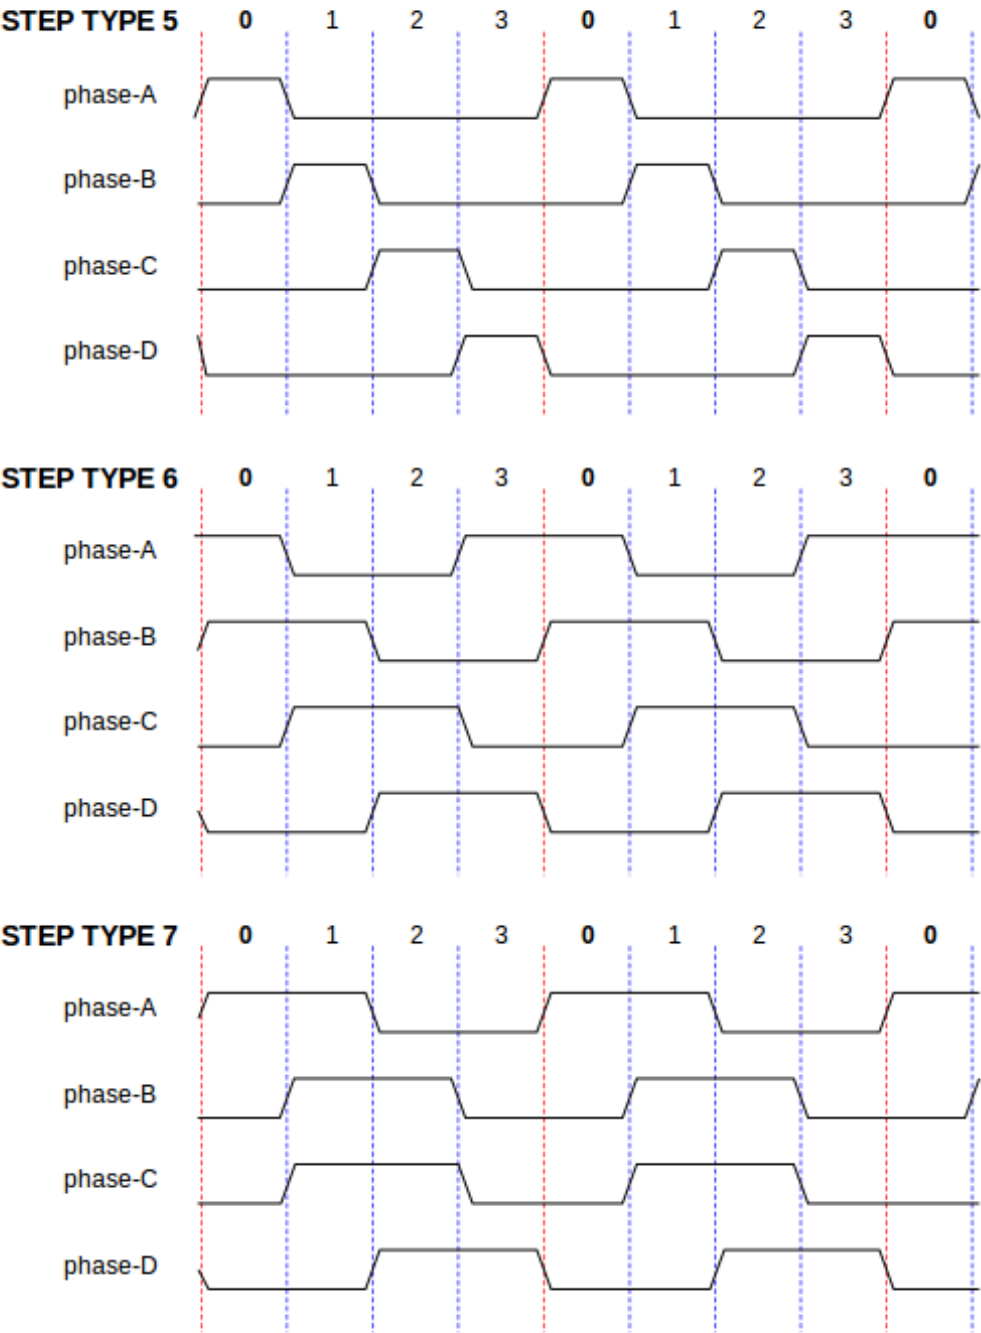 STEP TYPE 5 0 1 2 3 0 1 2 3 0
phase-A
phase-B
phase-C
phase-D
STEP TYPE 6 0 1 2 3 0 1 2 3 0
phase-A
phase-B
phase-C
phase-D
STEP TYPE 7 0 1 2 3 0 1 2 3 0
phase-A
phase-B
phase-C
phase-D